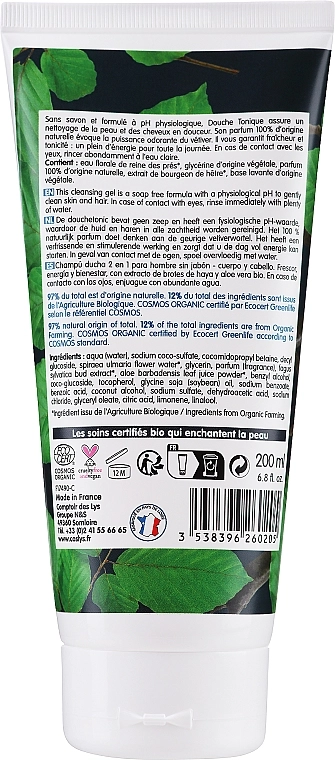 Sans savon et formulé à pH physiologique, Douche Tonique assure un
nettoyage de la peau et des cheveux en douceur. Son parfum 100% d'origine
naturelle évoque la puissance odorante du vétiver. Il vous garantit fraîcheur et
tonicité : un plein d'énergie pour toute la journée. En cas de contact avec les
yeux, rincer abondamment à l'eau claire.
Contient : eau florale de reine des prés*, glycérine d'origine végétale, parfum
100% d'origine naturelle, extrait de bourgeon de hêtre*, base lavante d'origine
végétale.
EN This cleansing gel is a soap free formula with a physiological pH to gently
clean skin and hair. In case of contact with eyes, rinse immediately with plenty
of water.
NL De douchetonic bevat geen zeep en heeft een fysiologische pH-waarde,
waardoor de huid en haren in alle zachtheid worden gereinigd. Het 100 %
natuurlijk parfum doet denken aan de geurige vetiverwortel. Het heeft een
verfrissende en stimulerende werking zorgt er zo dat u de dag vol energie kan
starten. In geval van contact met de ogen, spoel overvloedig met water.
ES Champú ducho 2 en 1 para hombre sin jabón - cuerpo y cabello. Frescor,
energía y bienestar, con extracto de brotes de haya y aloe vera bio. En caso de
contacto con los ojos, enjuague con abundante agua.
97% du total est d'origine naturelle. 12% du total des ingrédients sont issus
de l'Agriculture Biologique. COSMOS ORGANIC certifié par Ecocert Greenlife
selon le référentiel COSMOS.
97% natural origin of total. 12% of the total ingredients are from Organic
Farming. COSMOS ORGANIC certified by Ecocert Greenlife according to
COSMOS standard.
Ingrédients : aqua (water), sodium coco-sulfate, cocamidopropyl betaine, decyl
glucoside, spiraea ulmaria flower water*, glycerin, parfum (fragrance), fagus
sylvatica bud extract*, aloe barbadensis leaf juice powder*, benzyl alcohol,
coco-glucoside, tocopherol, glycine soja (soybean) oil, sodium benzoate,
benzoic acid, coconut alcohol, sodium sulfate, dehydroacetic acid, sodium
chloride, glyceryl oleate, citric acid, limonene, linalool.
*Ingrédient issu de l'Agriculture Biologique / Ingredients from Organic Farming.
Les soins certifiés bio qui enchantent la peau
COSMOS
ORGANIC
crueltyfree
andvegan
12M
FR
200 ml
6.8 fl. oz.
F17490-C
Made in France
Comptoir des Lys
Groupe N&S
49360 Somloire
Tél. +33 (0)2 41 55 66 65
www.coslys.com
3 538396 260205